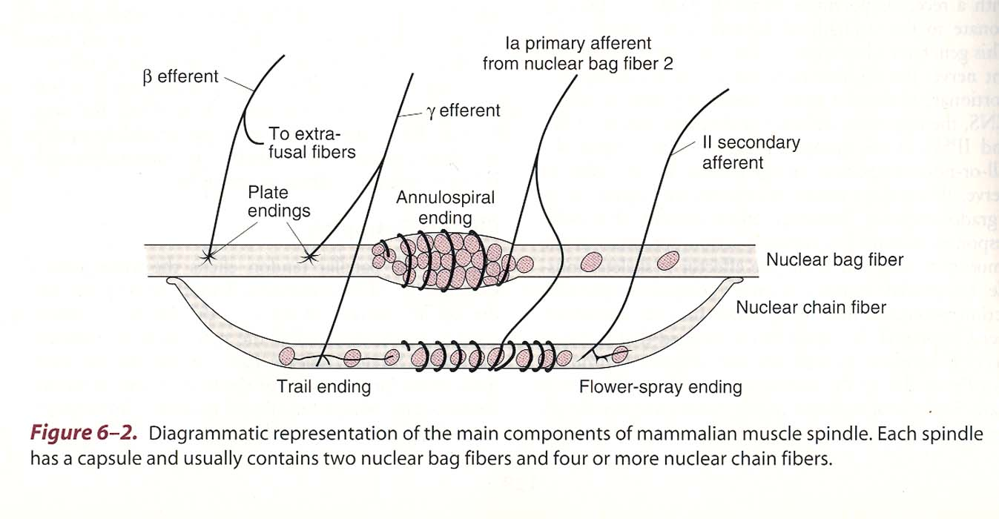 Ia primary afferent
from nuclear bag fiber 2
β efferent
γ efferent
To extra-
fusal fibers
II secondary
afferent
Plate
endings
Annulospiral
ending
Nuclear bag fiber
Nuclear chain fiber
Trail ending
Flower-spray ending
Figure 6–2. Diagrammatic representation of the main components of mammalian muscle spindle. Each spindle
has a capsule and usually contains two nuclear bag fibers and four or more nuclear chain fibers.